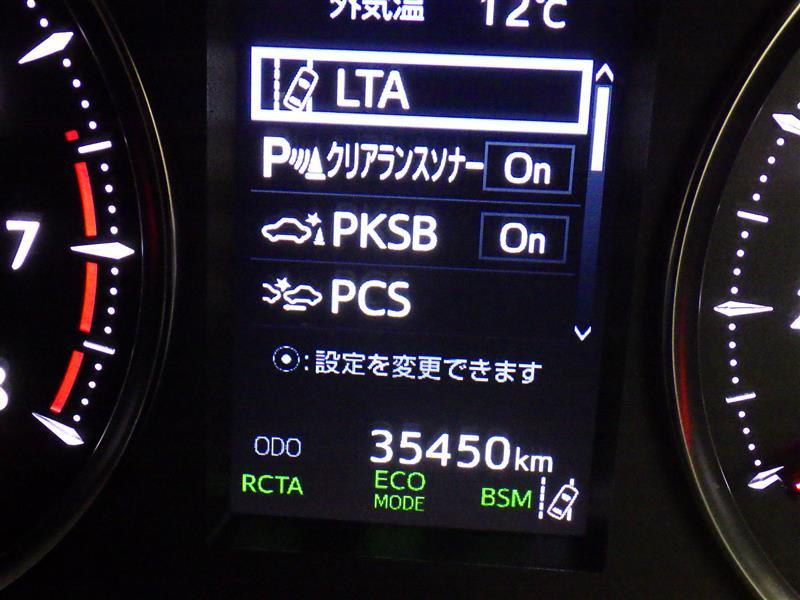 外気温 12℃
LTA
Pクリアランスソナー On
PKSB On
PCS
7
:設定を変更できます
ODO 35450km
RCTA ECO MODE BSM